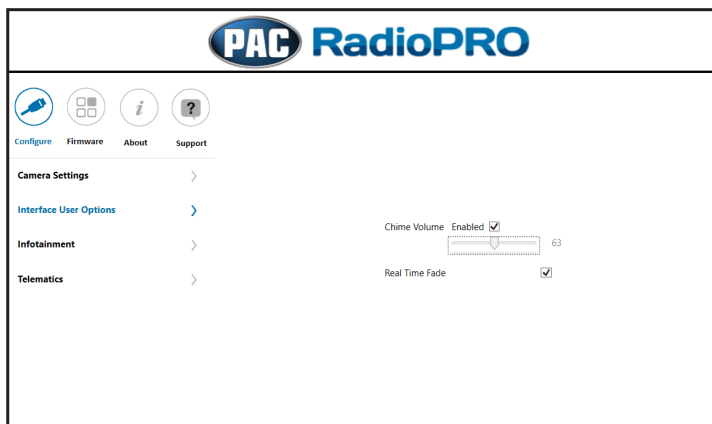 PAC RadioPRO
i ?
Configure Firmware About Support
Camera Settings
Interface User Options
Infotainment
Telematics
Chime Volume Enabled
63
Real Time Fade